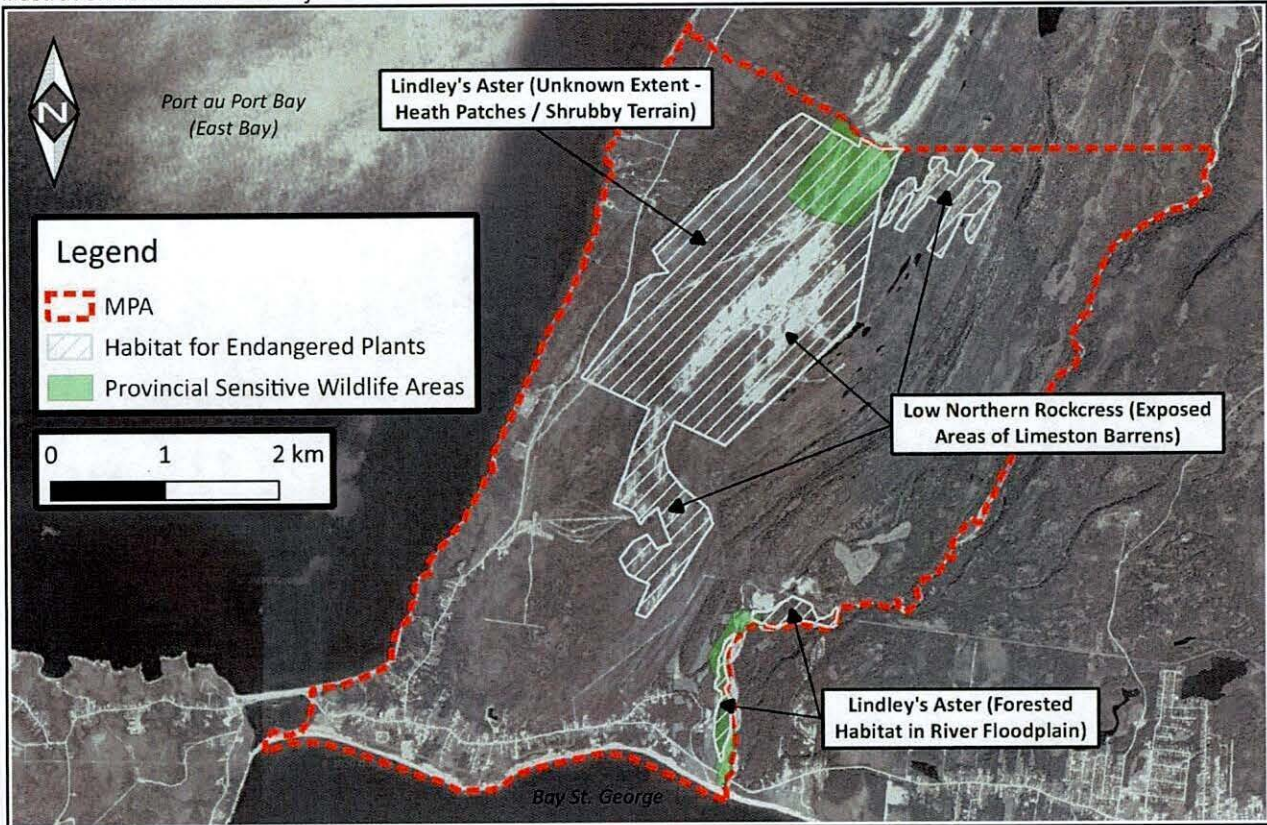 N
Port au Port Bay
(East Bay)
Lindley's Aster (Unknown Extent -
Heath Patches / Shrubby Terrain)
Legend
MPA
Habitat for Endangered Plants
Provincial Sensitive Wildlife Areas
0 1 2 km
Low Northern Rockcress (Exposed
Areas of Limeston Barrens)
Lindley's Aster (Forested
Habitat in River Floodplain)
Bay St. George